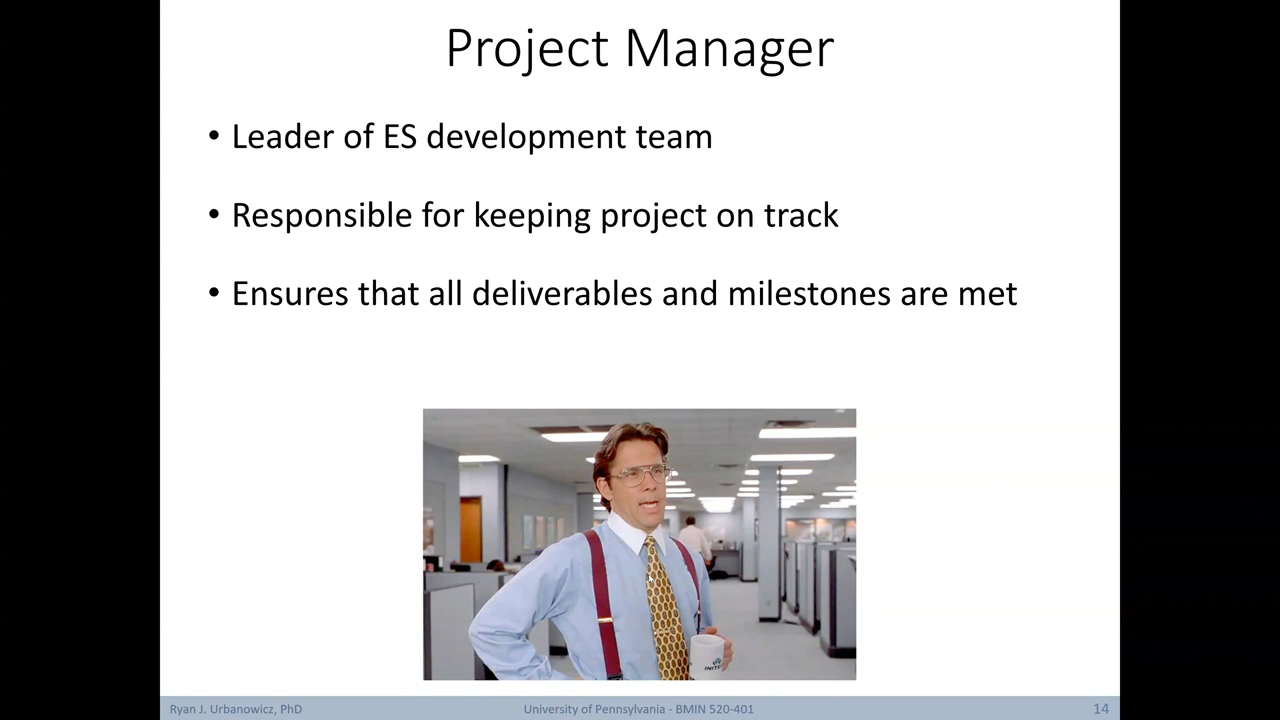 Project Manager
• Leader of ES development team
• Responsible for keeping project on track
• Ensures that all deliverables and milestones are met
Ryan J. Urbanowicz, PhD
University of Pennsylvania - BMIN 520-401
14